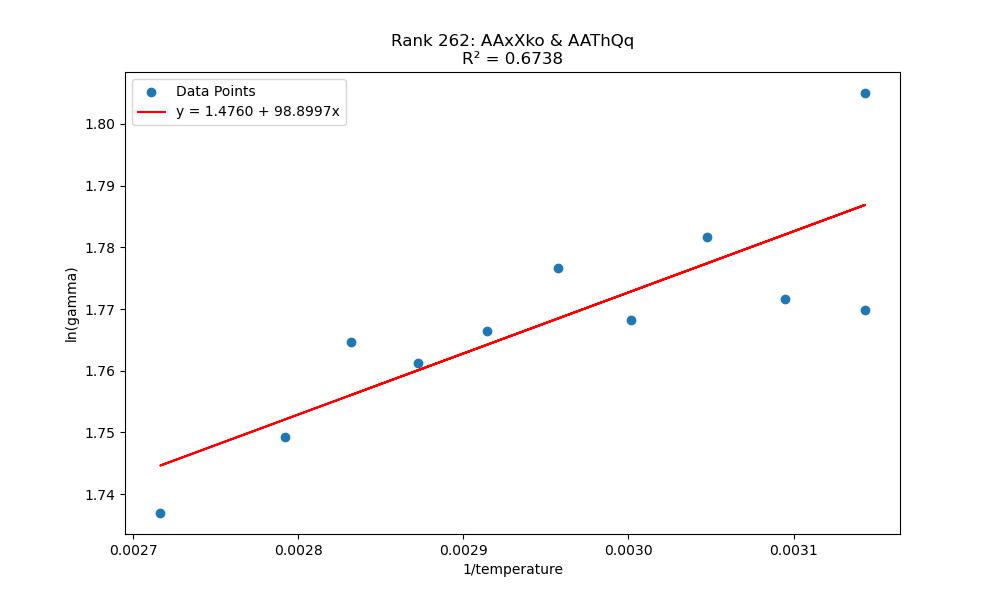 Rank 262: AAxXko & AAThQq
R² = 0.6738
Data Points
y = 1.4760 + 98.8997x
1.80
1.79
1.78
1.77
1.76
1.75
1.74
ln(gamma)
0.0027 0.0028 0.0029 0.0030 0.0031
1/temperature